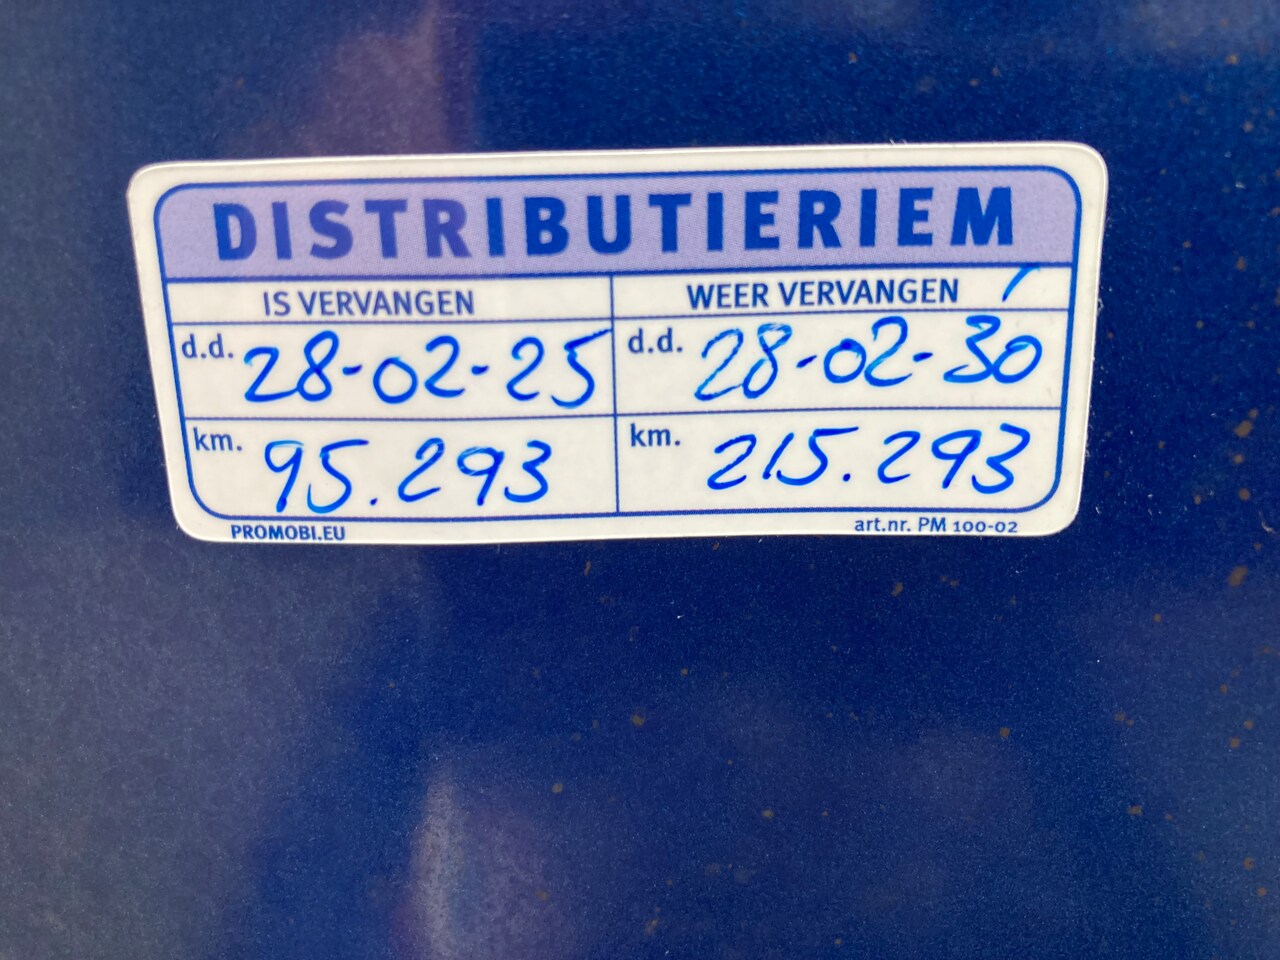 DISTRIBUTIERIEM
IS VERVANGEN WEER VERVANGEN
d.d. 28-02-25 d.d. 28-02-30
km. 95.293 km. 215.293
PROMOBI.EU art.nr. PM 100-02